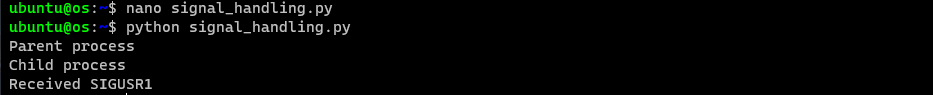 ubuntu@os:~$ nano signal_handling.py
ubuntu@os:~$ python signal_handling.py
Parent process
Child process
Received SIGUSR1